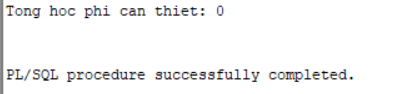 Tong hoc phi can thiet: 0
PL/SQL procedure successfully completed.